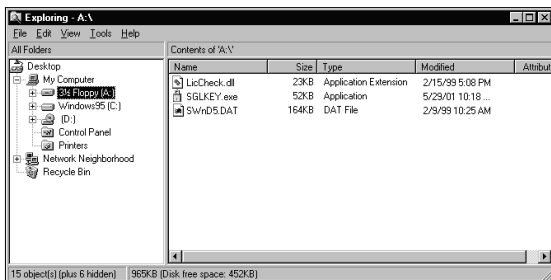 Exploring - A:\
File Edit View Tools Help
All Folders
Contents of 'A:\'
Desktop
My Computer
3½ Floppy (A:)
Windows95 (C:)
(D:)
Control Panel
Printers
Network Neighborhood
Recycle Bin
Name Size Type Modified Attribut
LicCheck.dll 23KB Application Extension 2/15/99 5:08 PM
SGLKEY.exe 52KB Application 5/29/01 10:18 ...
SWnD5.DAT 164KB DAT File 2/9/99 10:25 AM
15 object(s) (plus 6 hidden) 965KB (Disk free space: 452KB)